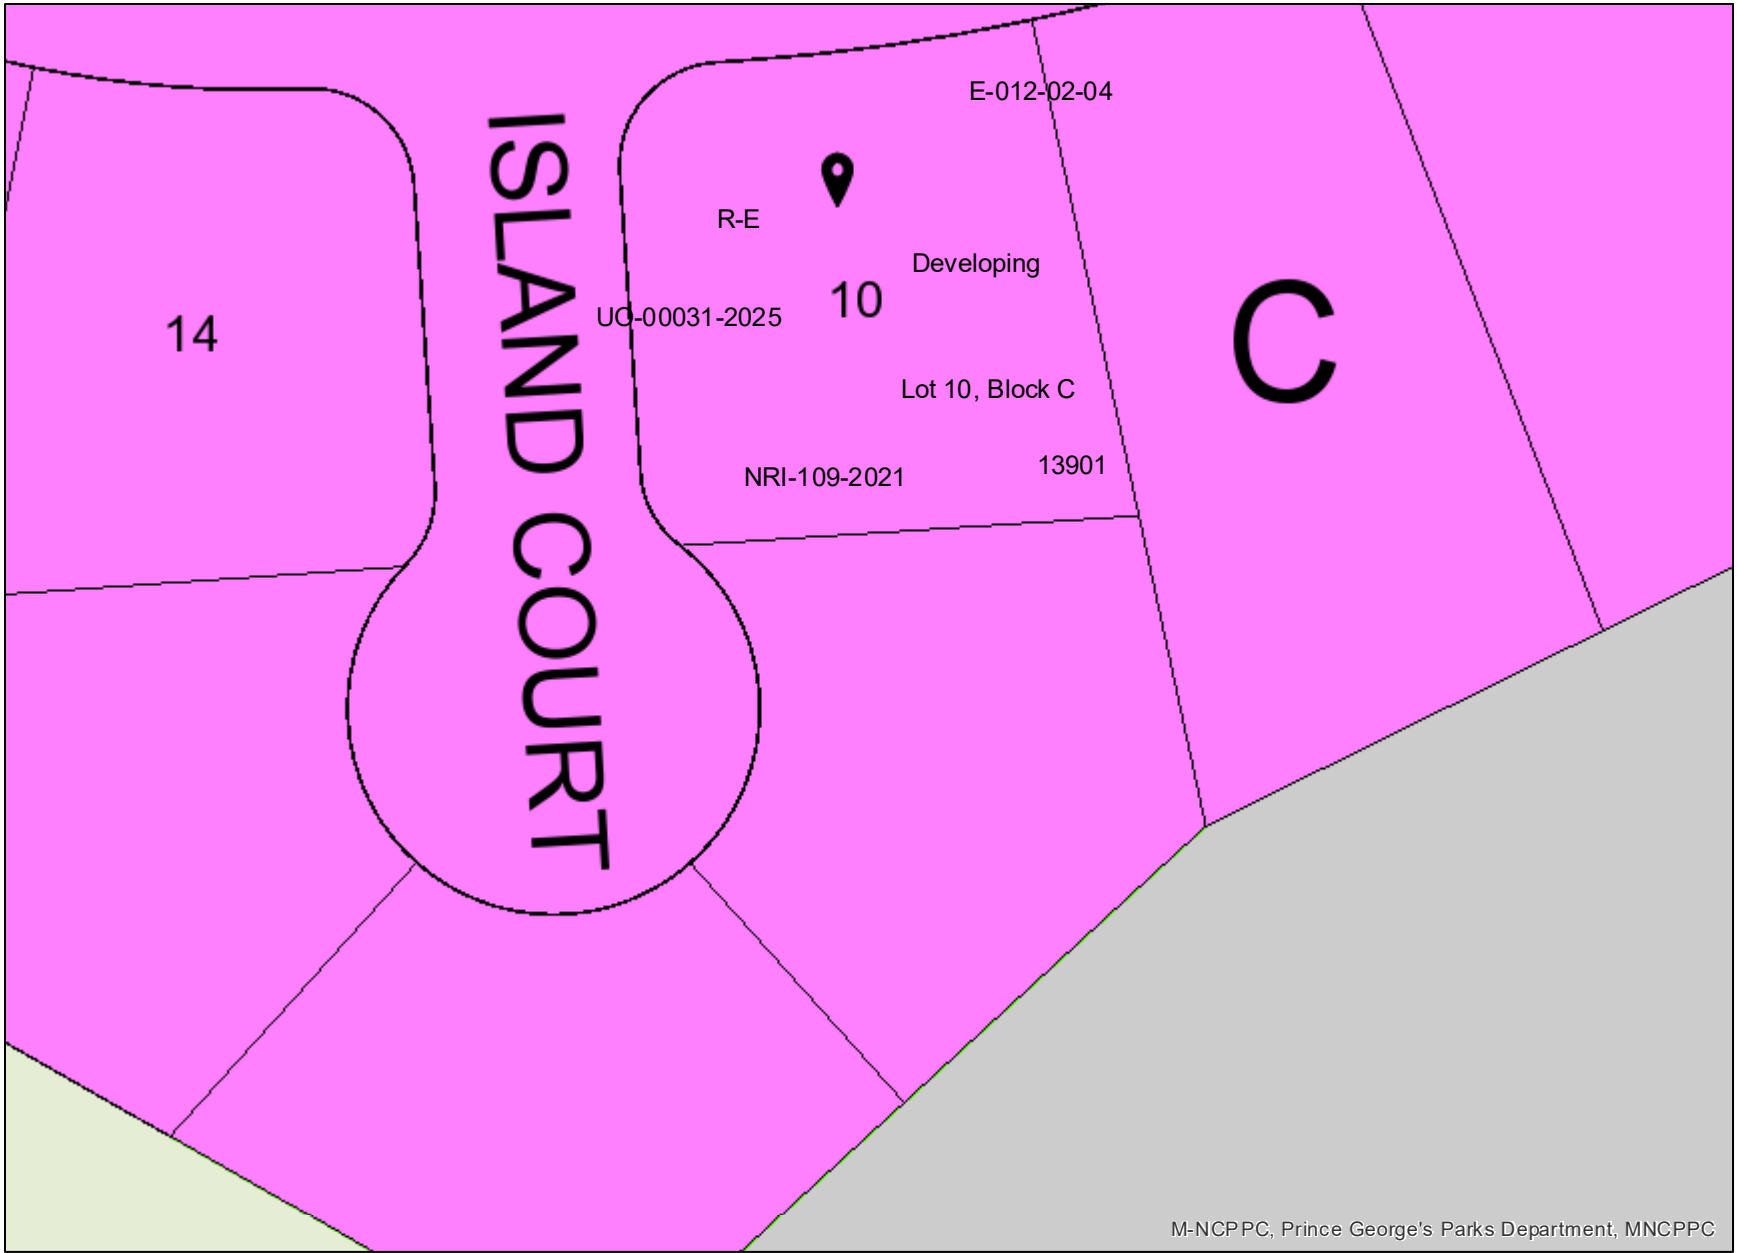 E-012-02-04
ISLAND COURT
R-E
Developing
10
UO-00031-2025
14
C
Lot 10, Block C
13901
NRI-109-2021
M-NCPPC, Prince George's Parks Department, MNCPPC